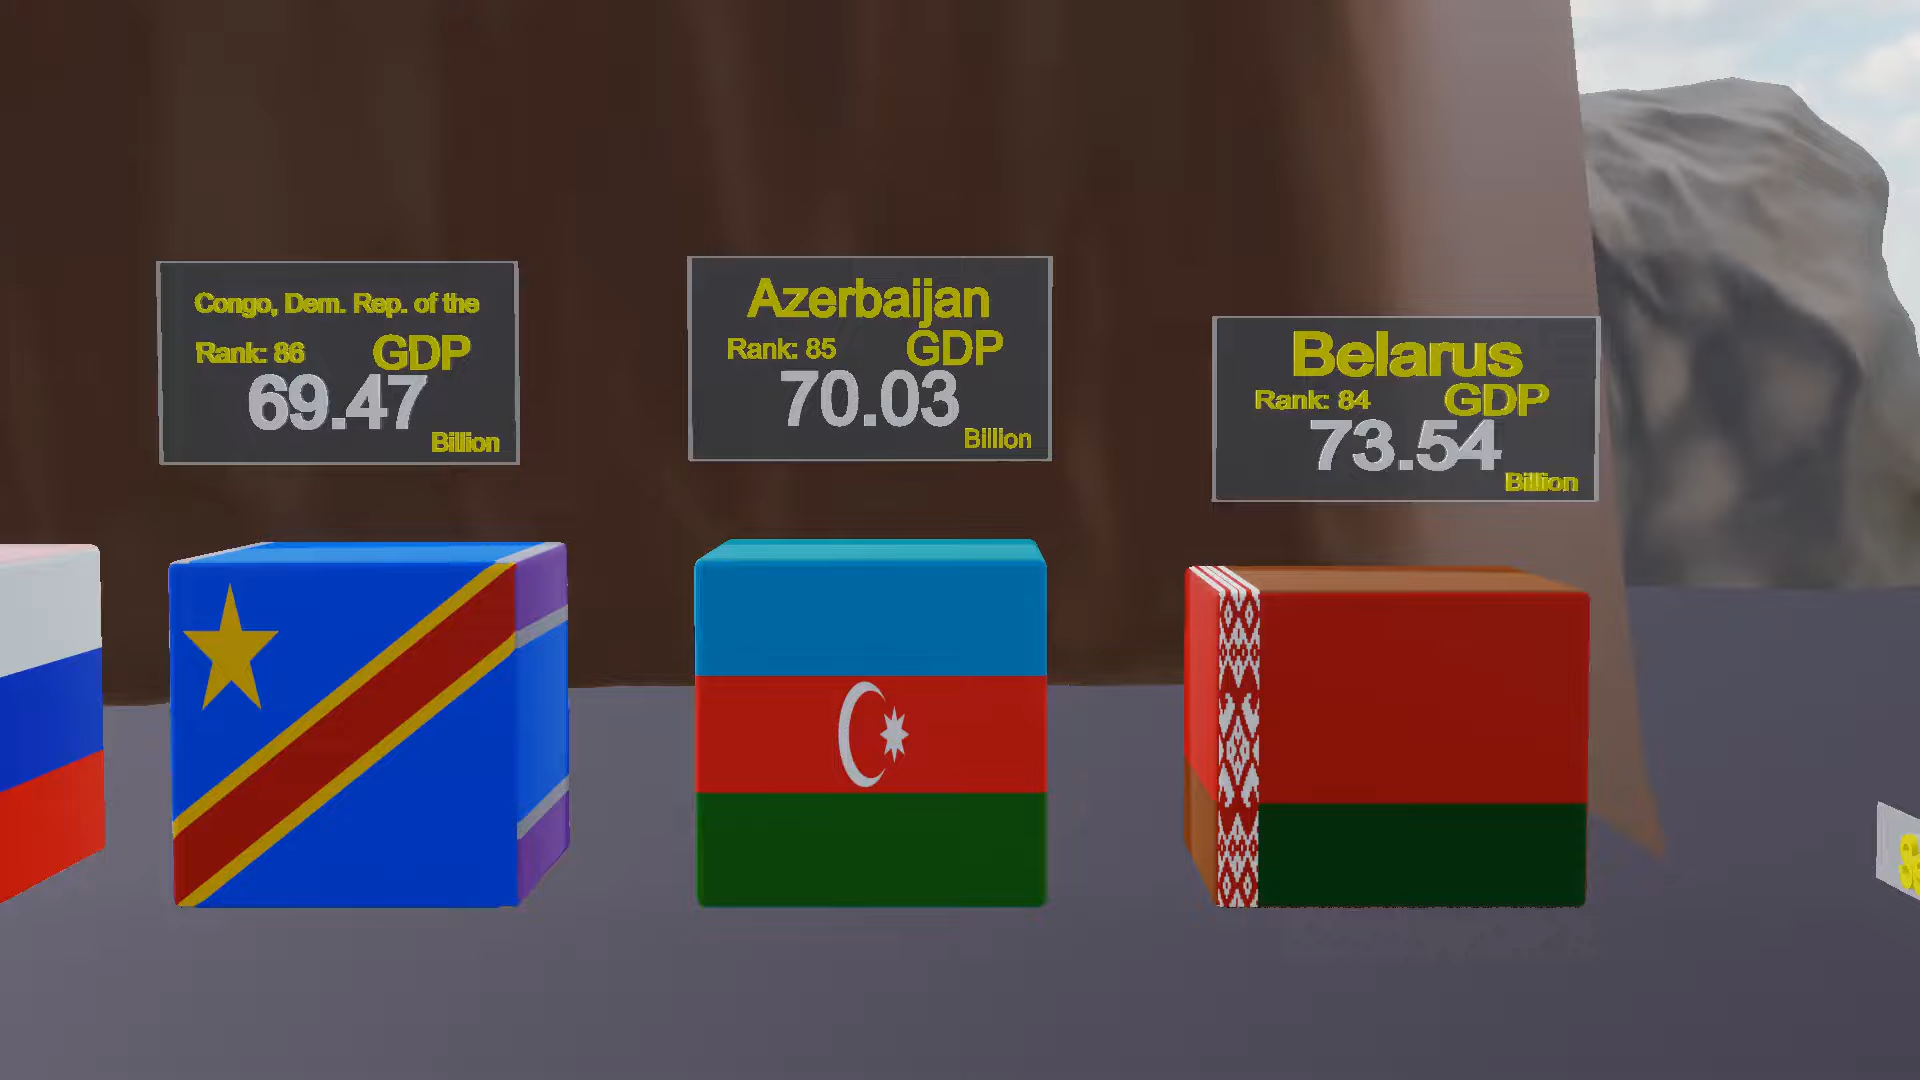 Congo, Dem. Rep. of the
Rank: 86 GDP
69.47
Billion
Azerbaijan
Rank: 85 GDP
70.03
Billion
Belarus
Rank: 84 GDP
73.54
Billion